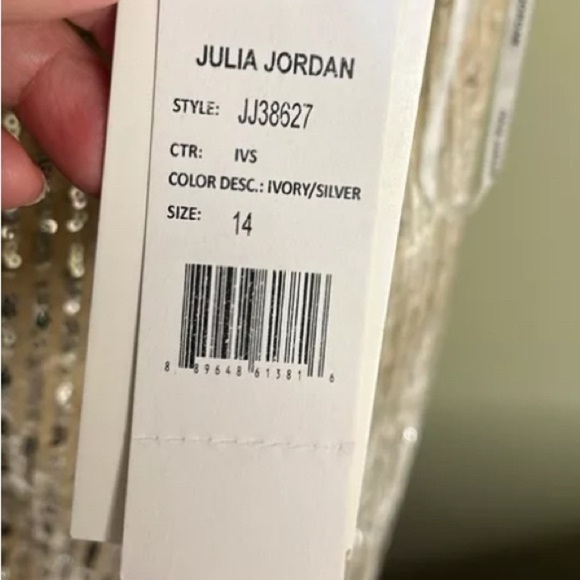 JULIA JORDAN
STYLE: JJ38627
CTR: IVS
COLOR DESC.: IVORY/SILVER
SIZE: 14
8 89648 61381 6